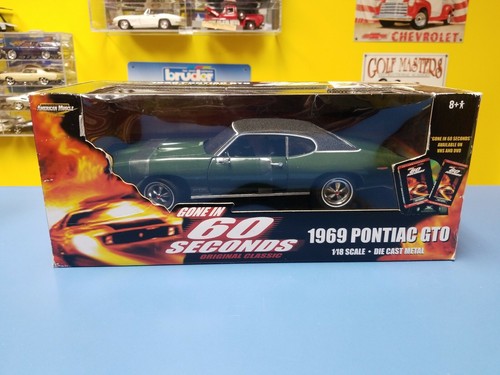 CHEVROLET
GOLF MASTERS
bruder
AMERICAN MUSCLE
8+
"GONE IN 60 SECONDS"
AVAILABLE ON
VHS AND DVD
GONE IN
60
SECONDS
ORIGINAL CLASSIC
1969 PONTIAC GTO
1/18 SCALE • DIE CAST METAL